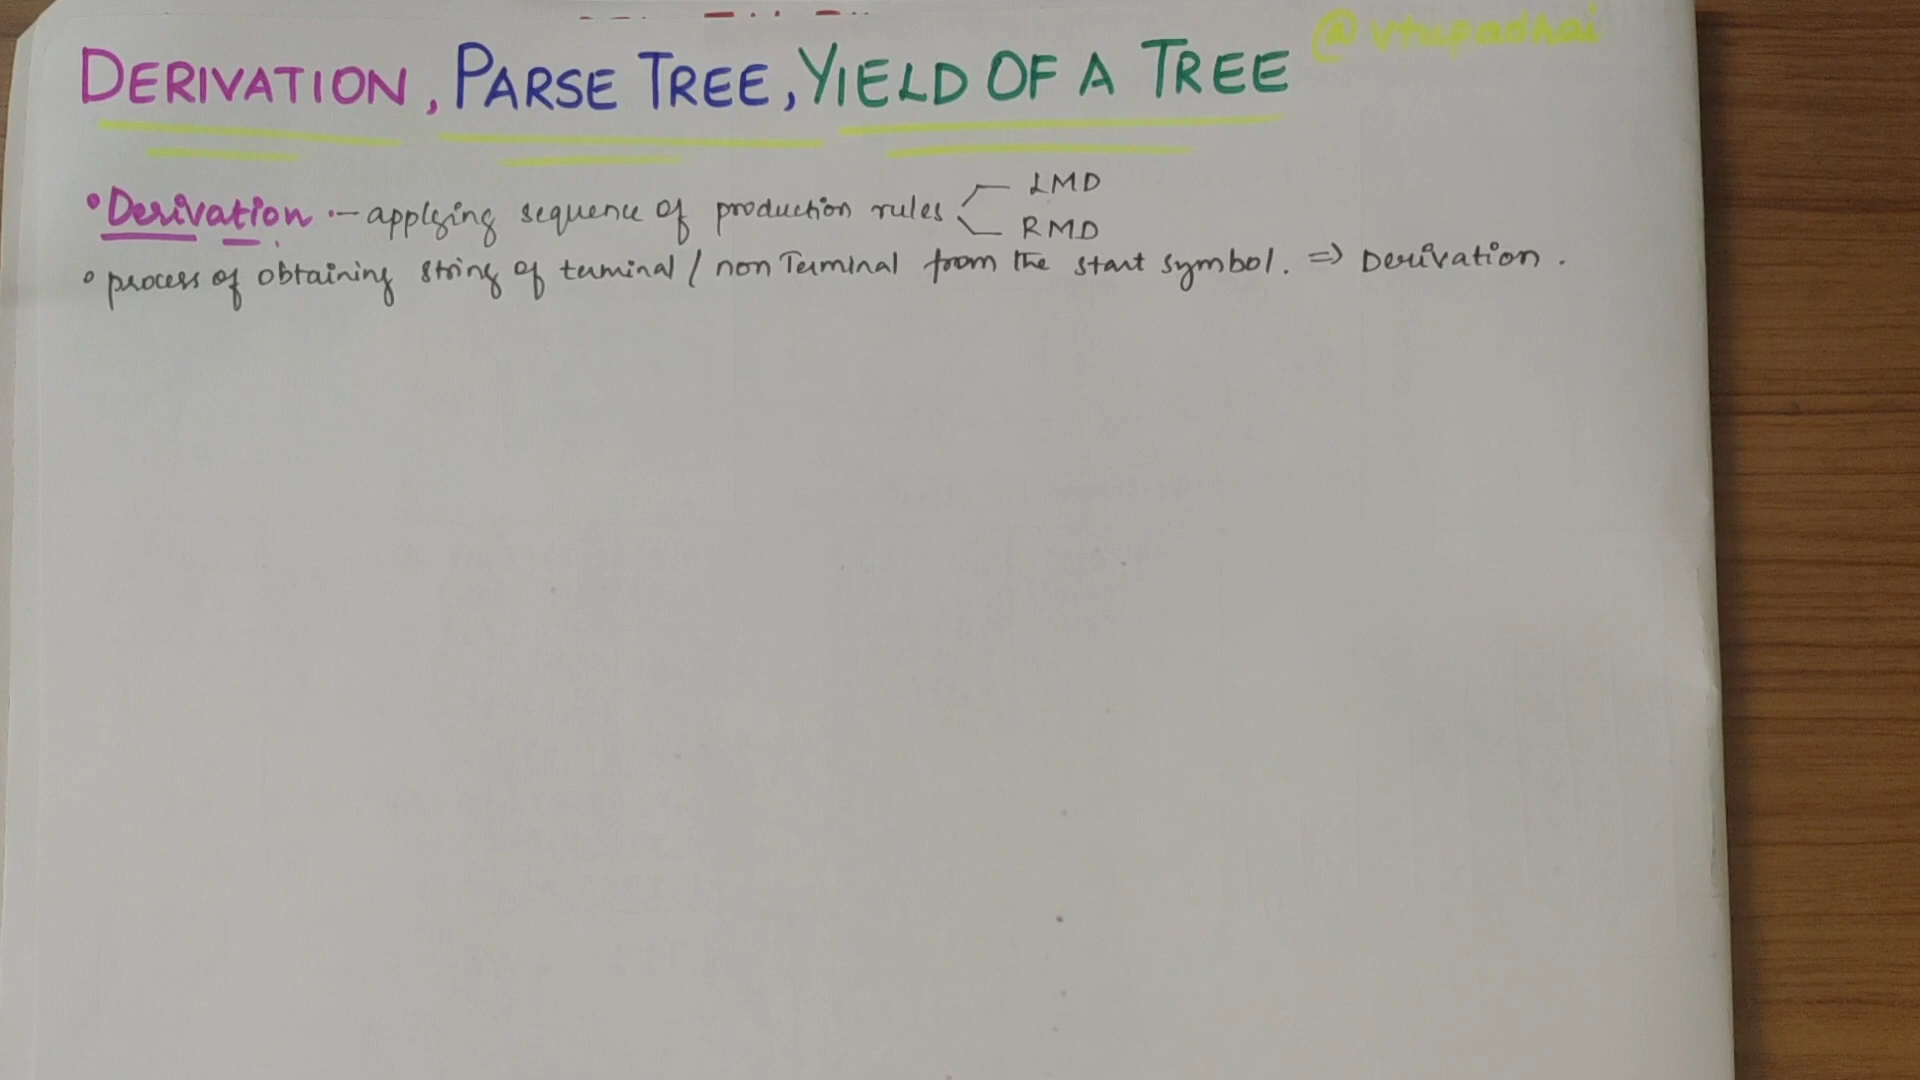 DERIVATION, PARSE TREE, YIELD OF A TREE @vtupadhai
• Derivation :- applying sequence of production rules LMD
RMD
• process of obtaining string of terminal / non Terminal from the start symbol. => Derivation.